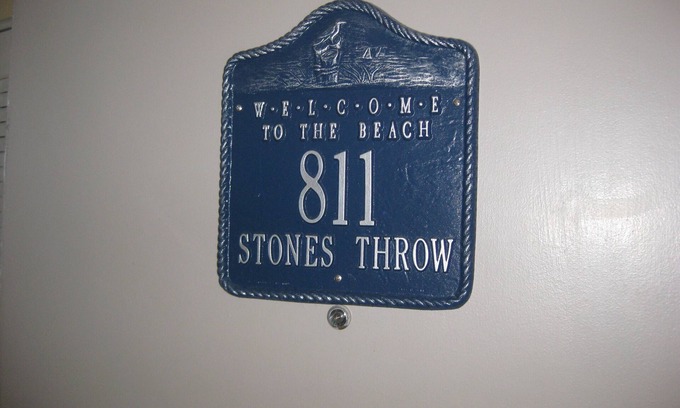 W·E·L·C·O·M·E
TO THE BEACH
811
STONES THROW